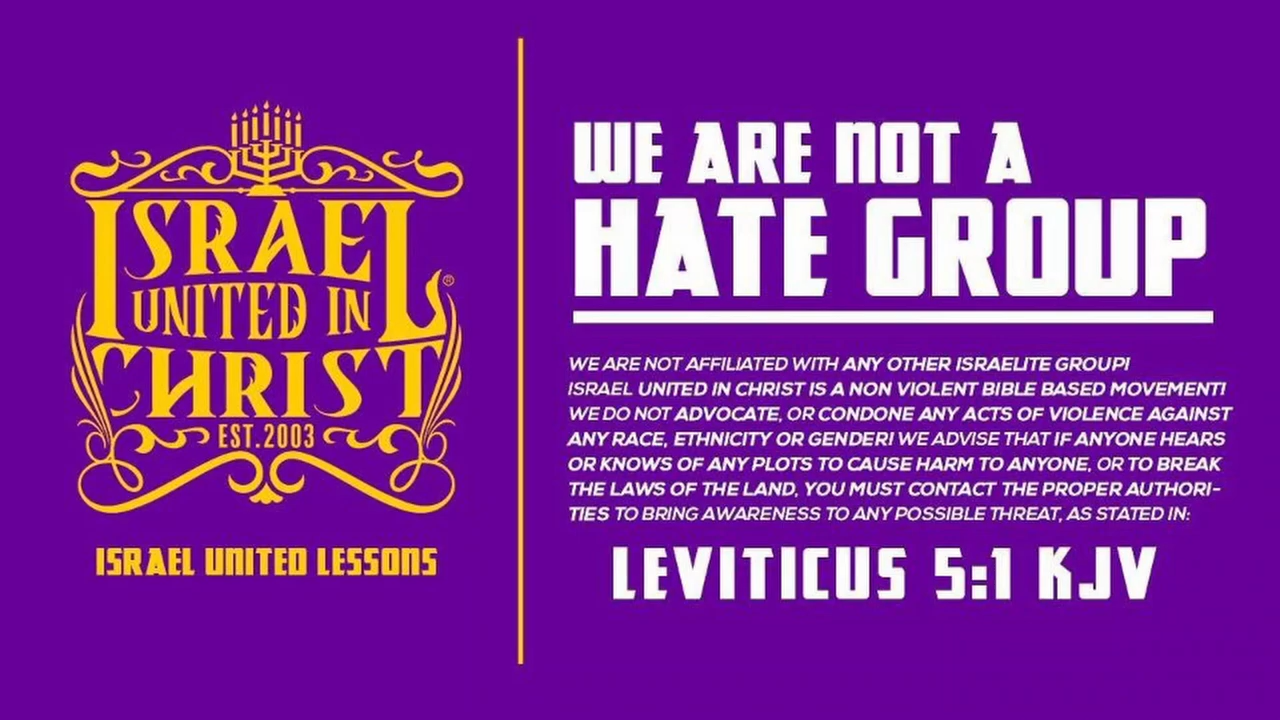 ISRAEL
UNITED IN
CHRIST
®
EST.2003
ISRAEL UNITED LESSONS
WE ARE NOT A
HATE GROUP
WE ARE NOT AFFILIATED WITH ANY OTHER ISRAELITE GROUP!
ISRAEL UNITED IN CHRIST IS A NON VIOLENT BIBLE BASED MOVEMENT!
WE DO NOT ADVOCATE, OR CONDONE ANY ACTS OF VIOLENCE AGAINST
ANY RACE, ETHNICITY OR GENDER! WE ADVISE THAT IF ANYONE HEARS
OR KNOWS OF ANY PLOTS TO CAUSE HARM TO ANYONE, OR TO BREAK
THE LAWS OF THE LAND, YOU MUST CONTACT THE PROPER AUTHORI-
TIES TO BRING AWARENESS TO ANY POSSIBLE THREAT, AS STATED IN:
LEVITICUS 5:1 KJV